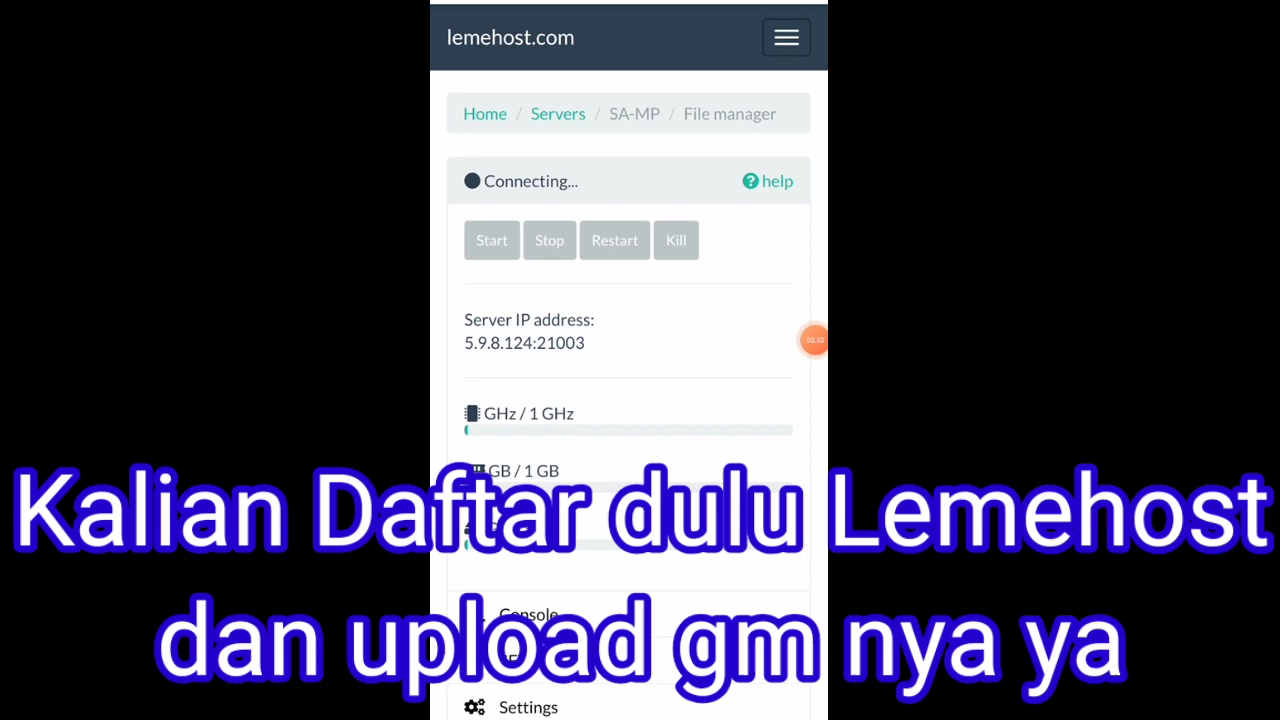 lemehost.com
Home / Servers / SA-MP / File manager
Connecting... help
Start Stop Restart Kill
Server IP address:
5.9.8.124:21003
GHz / 1 GHz
GB / 1 GB
Kalian Daftar dulu Lemehost
Console
dan upload gm nya ya
Settings